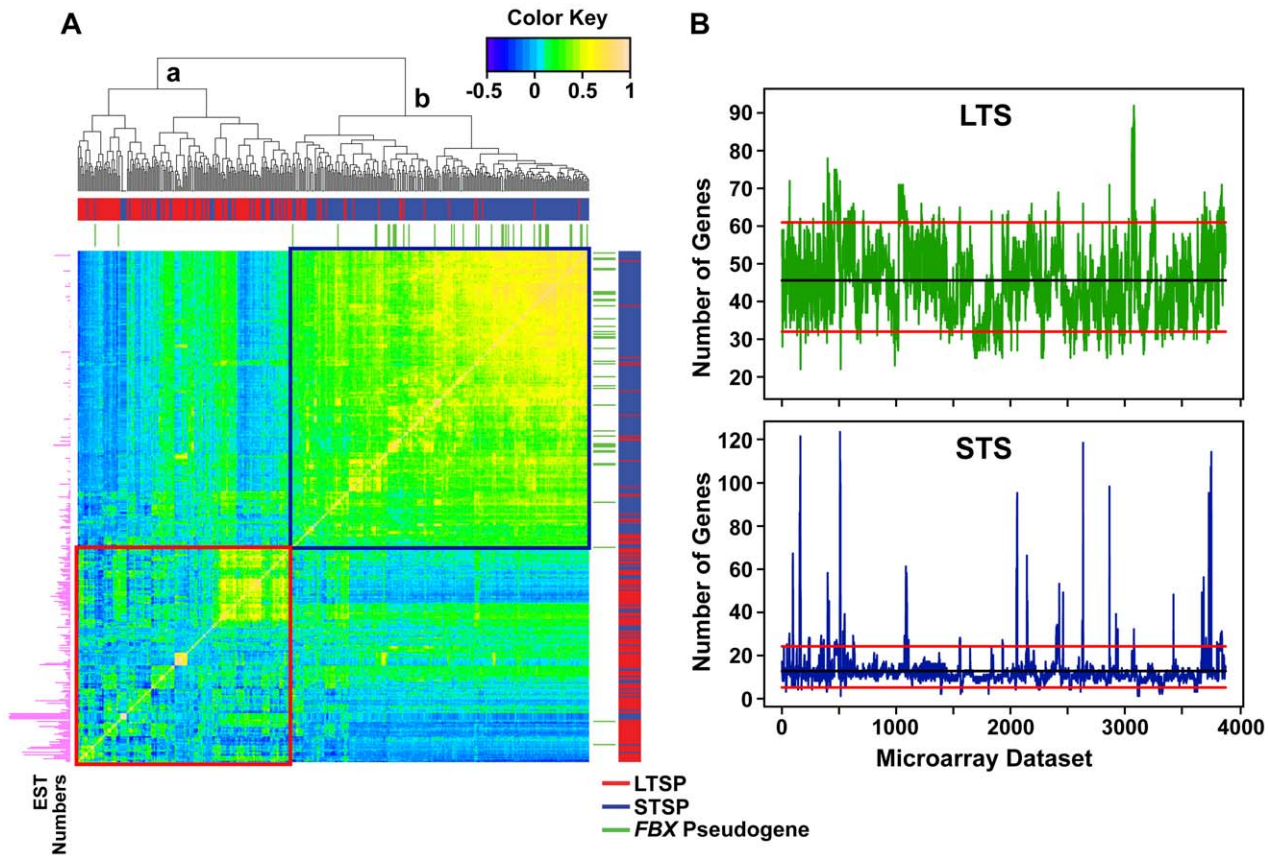 A
Color Key
-0.5 0 0.5 1
a
b
EST
Numbers
LTSP
STSP
FBX Pseudogene
B
LTS
Number of Genes
90
80
70
60
50
40
30
20
STS
Number of Genes
120
100
80
60
40
20
0
0 1000 2000 3000 4000
Microarray Dataset